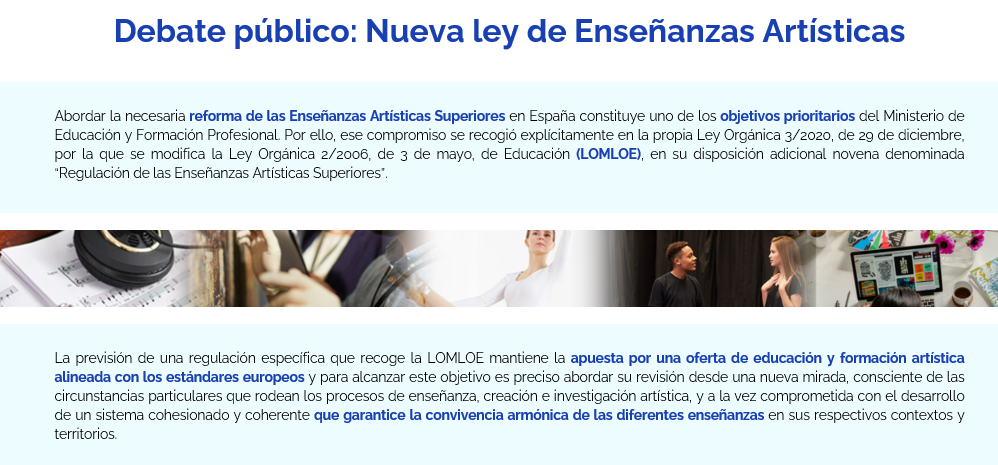 Debate público: Nueva ley de Enseñanzas Artísticas
Abordar la necesaria reforma de las Enseñanzas Artísticas Superiores en España constituye uno de los objetivos prioritarios del Ministerio de
Educación y Formación Profesional. Por ello, ese compromiso se recogió explícitamente en la propia Ley Orgánica 3/2020, de 29 de diciembre,
por la que se modifica la Ley Orgánica 2/2006, de 3 de mayo, de Educación (LOMLOE), en su disposición adicional novena denominada
“Regulación de las Enseñanzas Artísticas Superiores”.
La previsión de una regulación específica que recoge la LOMLOE mantiene la apuesta por una oferta de educación y formación artística
alineada con los estándares europeos y para alcanzar este objetivo es preciso abordar su revisión desde una nueva mirada, consciente de las
circunstancias particulares que rodean los procesos de enseñanza, creación e investigación artística, y a la vez comprometida con el desarrollo
de un sistema cohesionado y coherente que garantice la convivencia armónica de las diferentes enseñanzas en sus respectivos contextos y
territorios.